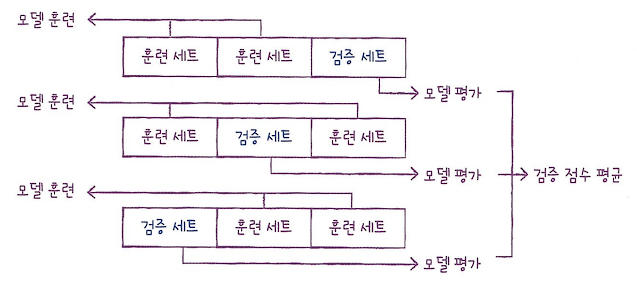 모델 훈련
훈련 세트 훈련 세트 검증 세트
모델 평가
모델 훈련
훈련 세트 검증 세트 훈련 세트
모델 평가
검증 점수 평균
모델 훈련
검증 세트 훈련 세트 훈련 세트
모델 평가